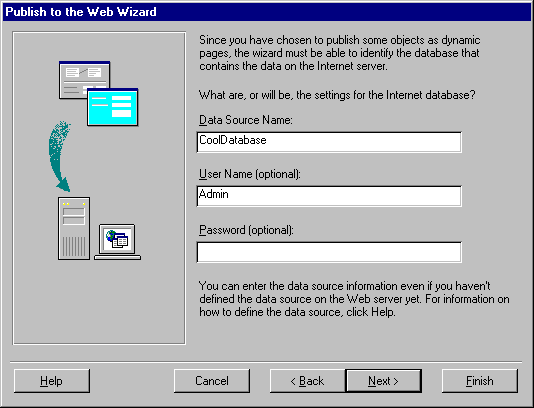 Publish to the Web Wizard
Since you have chosen to publish some objects as dynamic
pages, the wizard must be able to identify the database that
contains the data on the Internet server.
What are, or will be, the settings for the Internet database?
Data Source Name:
CoolDatabase
User Name (optional):
Admin
Password (optional):
You can enter the data source information even if you haven't
defined the data source on the Web server yet. For information on
how to define the data source, click Help.
Help
Cancel
< Back
Next >
Finish